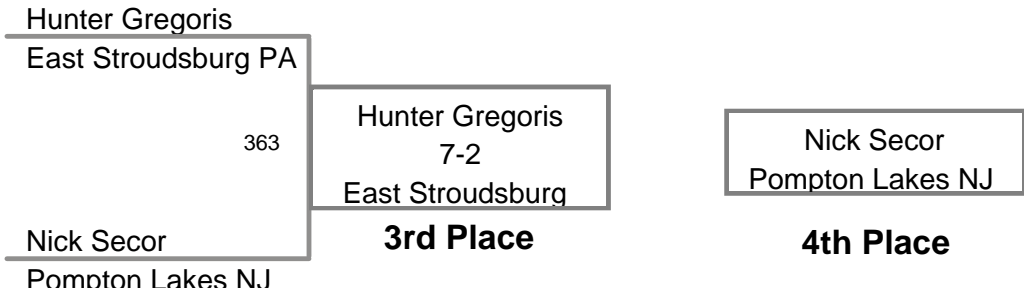 Hunter Gregoris
East Stroudsburg PA
363
Nick Secor
Pompton Lakes NJ
Hunter Gregoris
7-2
East Stroudsburg
3rd Place
Nick Secor
Pompton Lakes NJ
4th Place